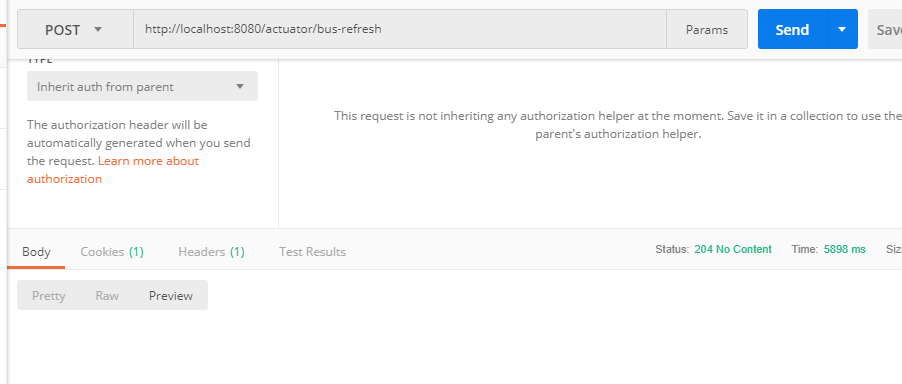 POST http://localhost:8080/actuator/bus-refresh Params Send Save
TYPE
Inherit auth from parent
The authorization header will be
automatically generated when you send
the request. Learn more about
authorization
This request is not inheriting any authorization helper at the moment. Save it in a collection to use the
parent's authorization helper.
Body Cookies (1) Headers (1) Test Results Status: 204 No Content Time: 5898 ms Siz
Pretty Raw Preview